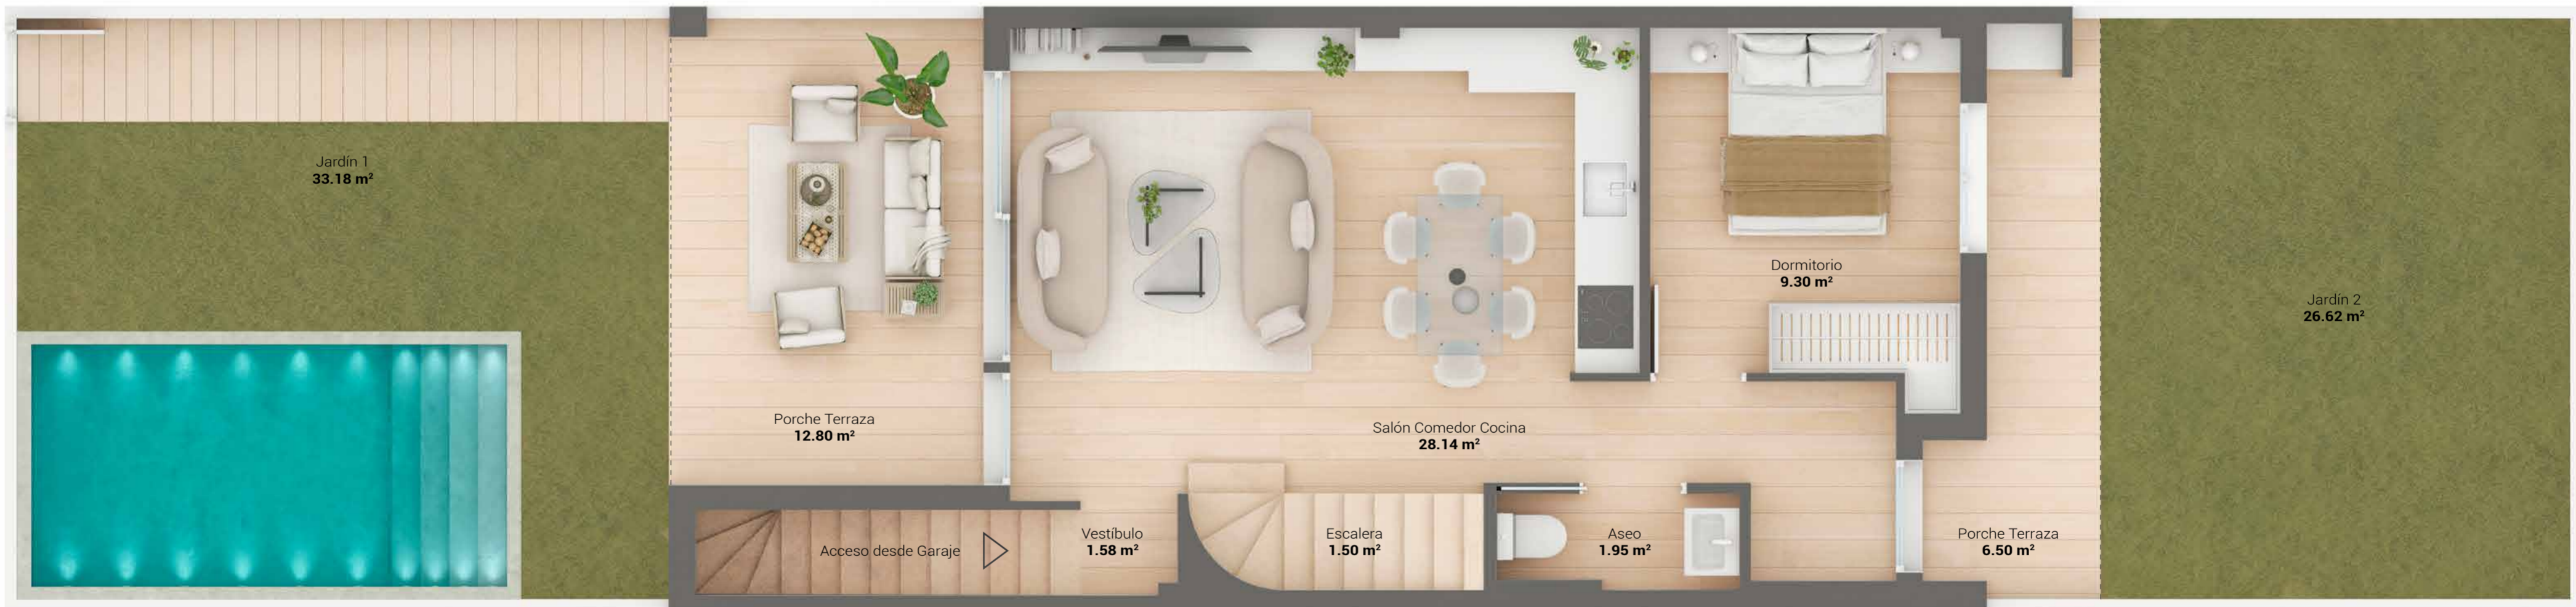 Jardín 1
33.18 m²
Porche Terraza
12.80 m²
Acceso desde Garaje
Vestíbulo
1.58 m²
Salón Comedor Cocina
28.14 m²
Escalera
1.50 m²
Aseo
1.95 m²
Dormitorio
9.30 m²
Porche Terraza
6.50 m²
Jardín 2
26.62 m²